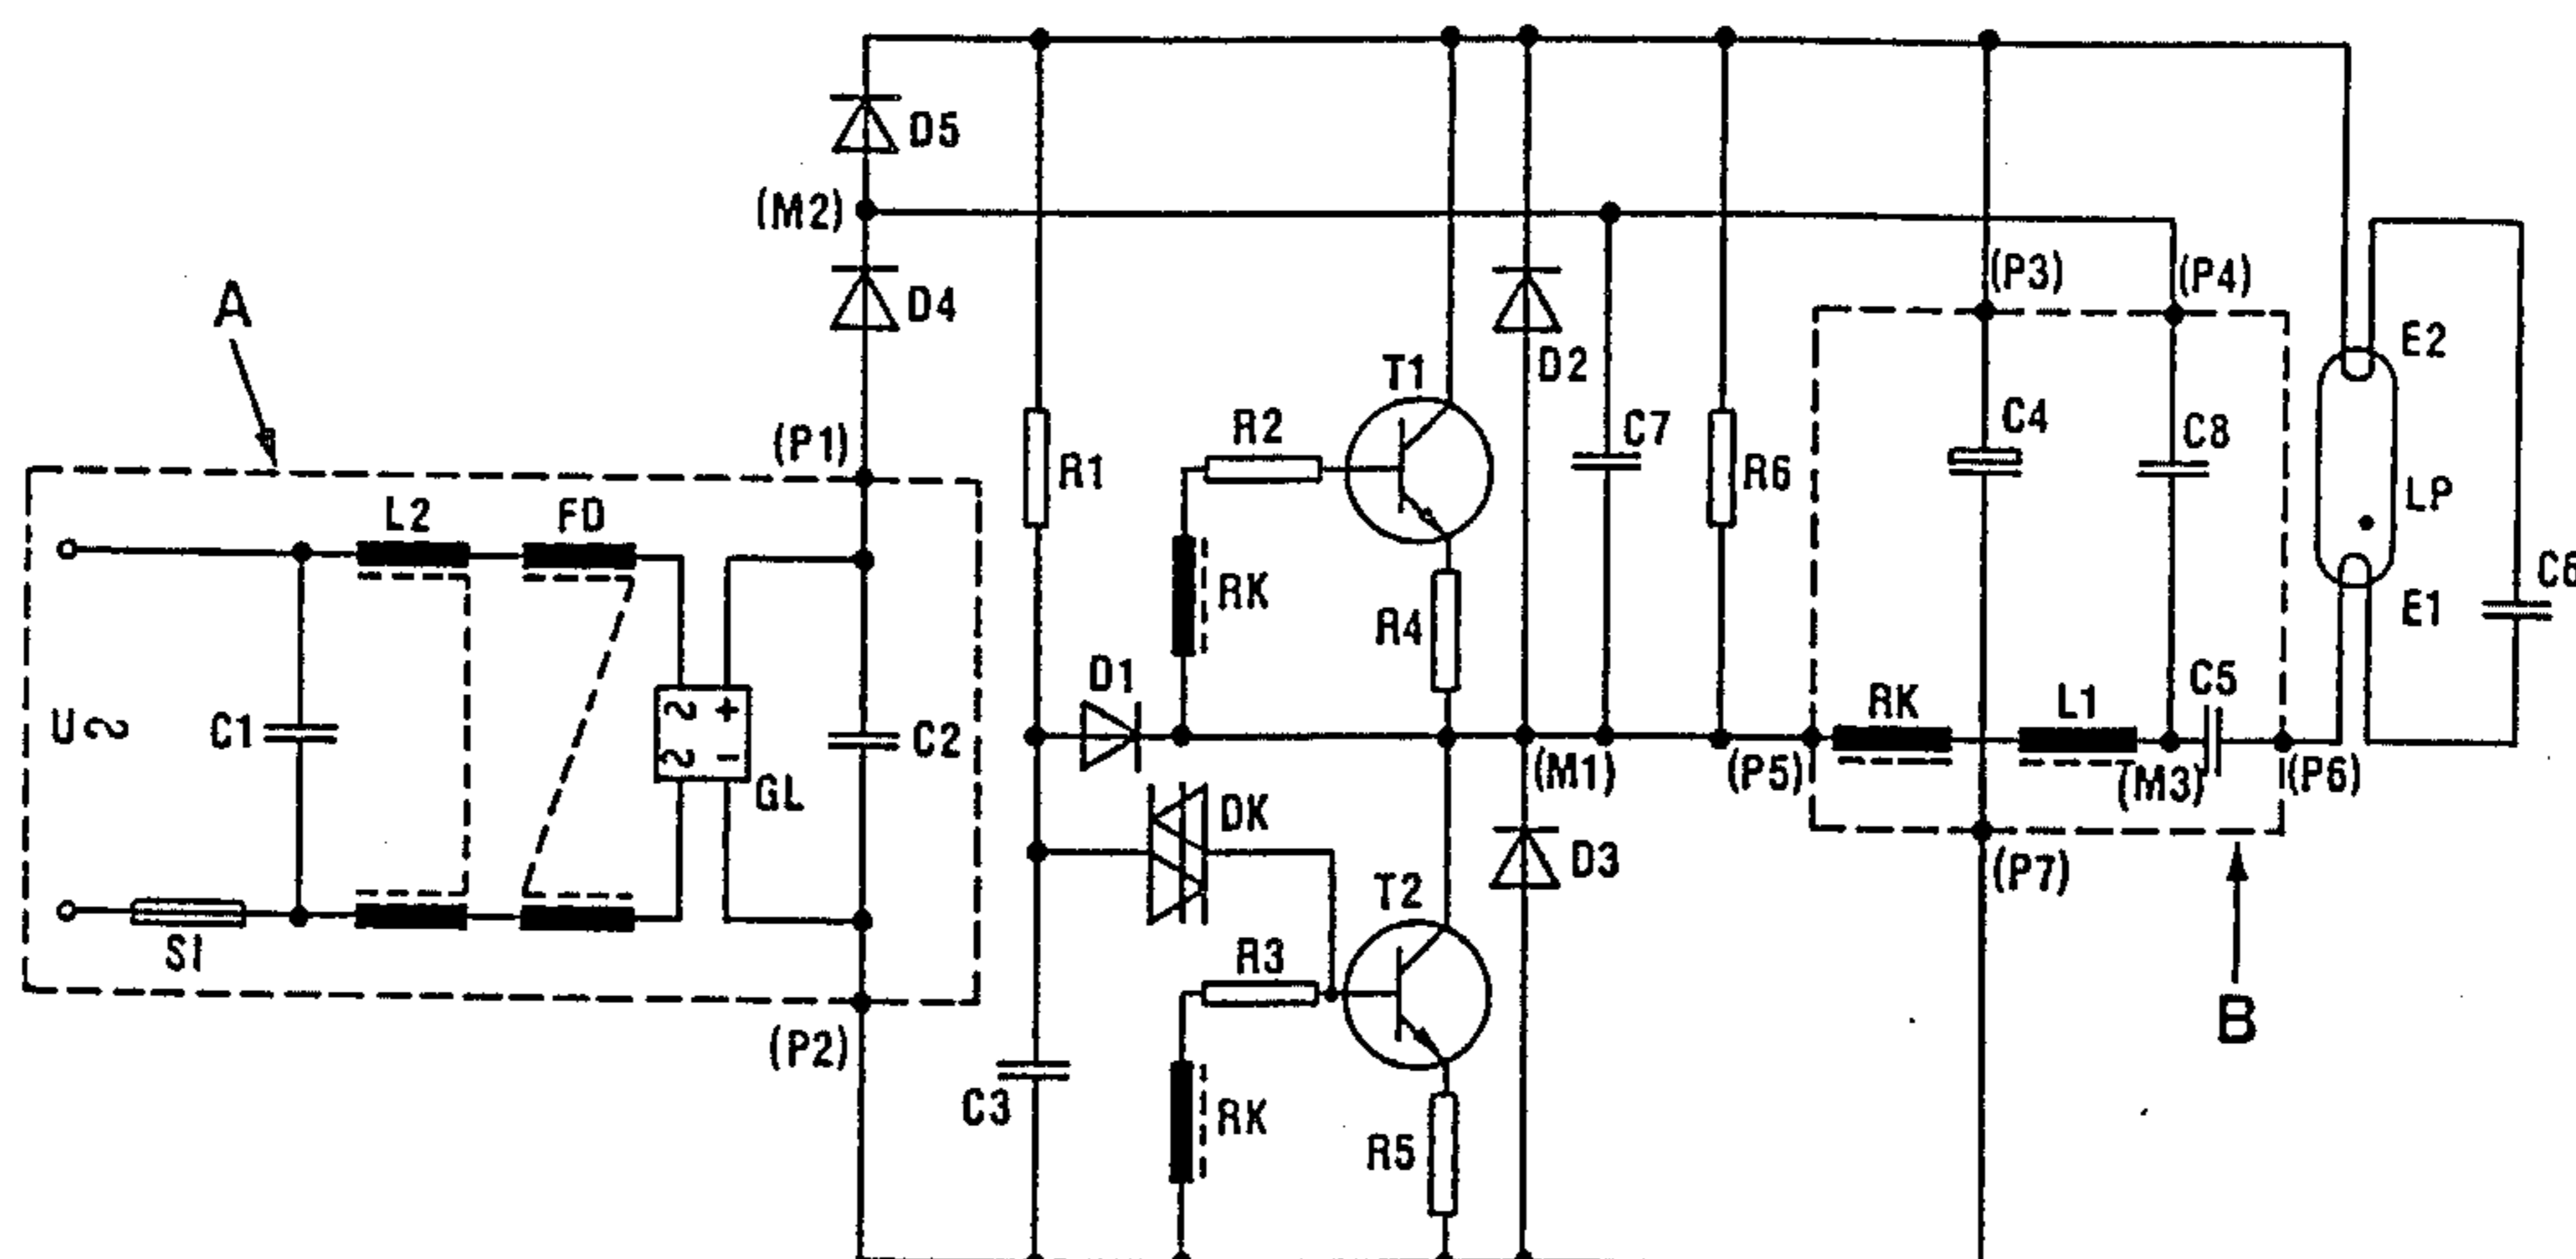 D5
(M2)
D4
A
(P3)
(P4)
E2
D2
T1
(P1)
R2
C7
C4
C8
R1
R6
L2
FD
LP
RK
R4
E1
C6
D1
C5
RK
L1
U~
C1
~ +
~ −
C2
GL
(M1)
(P5)
(M3)
(P6)
DK
D3
(P7)
T2
SI
R3
B
(P2)
C3
RK
R5